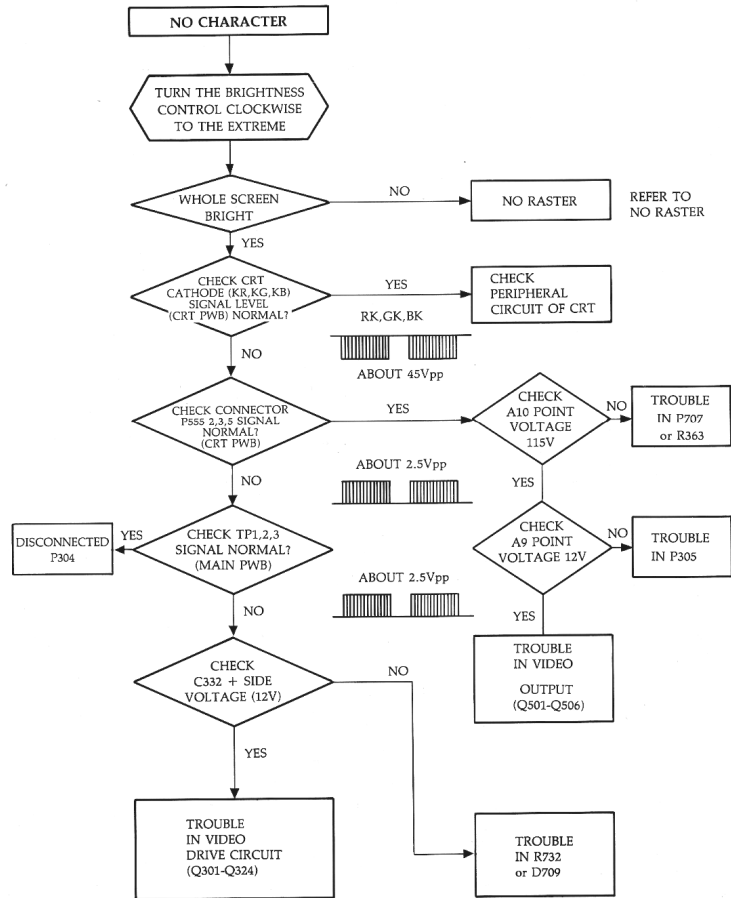 NO CHARACTER
TURN THE BRIGHTNESS
CONTROL CLOCKWISE
TO THE EXTREME
WHOLE SCREEN
BRIGHT
NO
NO RASTER
REFER TO
NO RASTER
YES
CHECK CRT
CATHODE (KR,KG,KB)
SIGNAL LEVEL
(CRT PWB) NORMAL?
YES
CHECK
PERIPHERAL
CIRCUIT OF CRT
RK,GK,BK
NO
ABOUT 45Vpp
CHECK CONNECTOR
P555 2,3,5 SIGNAL
NORMAL?
(CRT PWB)
YES
CHECK
A10 POINT
VOLTAGE
115V
NO
TROUBLE
IN P707
or R363
ABOUT 2.5Vpp
YES
NO
DISCONNECTED
P304
YES
CHECK TP1,2,3
SIGNAL NORMAL?
(MAIN PWB)
CHECK
A9 POINT
VOLTAGE 12V
NO
TROUBLE
IN P305
ABOUT 2.5Vpp
NO
YES
TROUBLE
IN VIDEO
OUTPUT
(Q501-Q506)
CHECK
C332 + SIDE
VOLTAGE (12V)
NO
YES
TROUBLE
IN VIDEO
DRIVE CIRCUIT
(Q301-Q324)
TROUBLE
IN R732
or D709